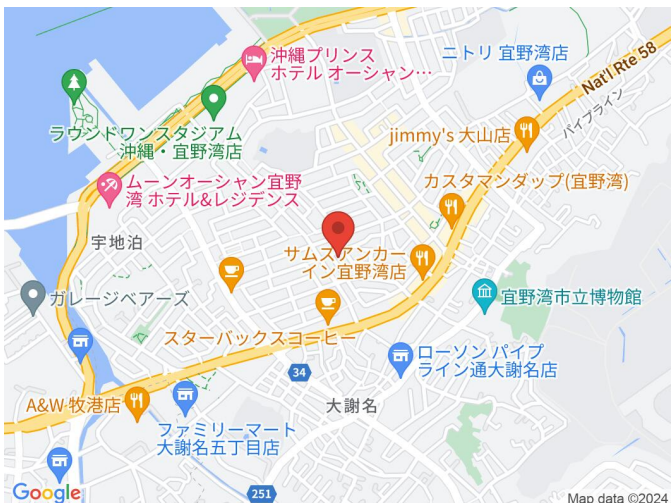 沖縄プリンス
ホテル オーシャン…
ニトリ 宜野湾店
Nat'l Rte 58
パイプライン
ラウンドワンスタジアム
沖縄・宜野湾店
jimmy's 大山店
ムーンオーシャン宜野
湾 ホテル&レジデンス
カスタマンダップ(宜野湾)
宇地泊
サムズアンカー
イン宜野湾店
ガレージベアーズ
宜野湾市立博物館
スターバックスコーヒー
ローソン パイプ
ライン通大謝名店
34
A&W 牧港店
大謝名
ファミリーマート
大謝名五丁目店
251
Google
Map data ©2024